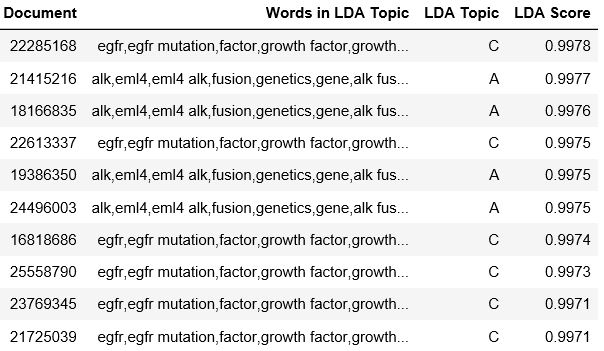 Document Words in LDA Topic LDA Topic LDA Score
22285168 egfr,egfr mutation,factor,growth factor,growth... C 0.9978
21415216 alk,eml4,eml4 alk,fusion,genetics,gene,alk fus... A 0.9977
18166835 alk,eml4,eml4 alk,fusion,genetics,gene,alk fus... A 0.9976
22613337 egfr,egfr mutation,factor,growth factor,growth... C 0.9975
19386350 alk,eml4,eml4 alk,fusion,genetics,gene,alk fus... A 0.9975
24496003 alk,eml4,eml4 alk,fusion,genetics,gene,alk fus... A 0.9975
16818686 egfr,egfr mutation,factor,growth factor,growth... C 0.9974
25558790 egfr,egfr mutation,factor,growth factor,growth... C 0.9973
23769345 egfr,egfr mutation,factor,growth factor,growth... C 0.9971
21725039 egfr,egfr mutation,factor,growth factor,growth... C 0.9971